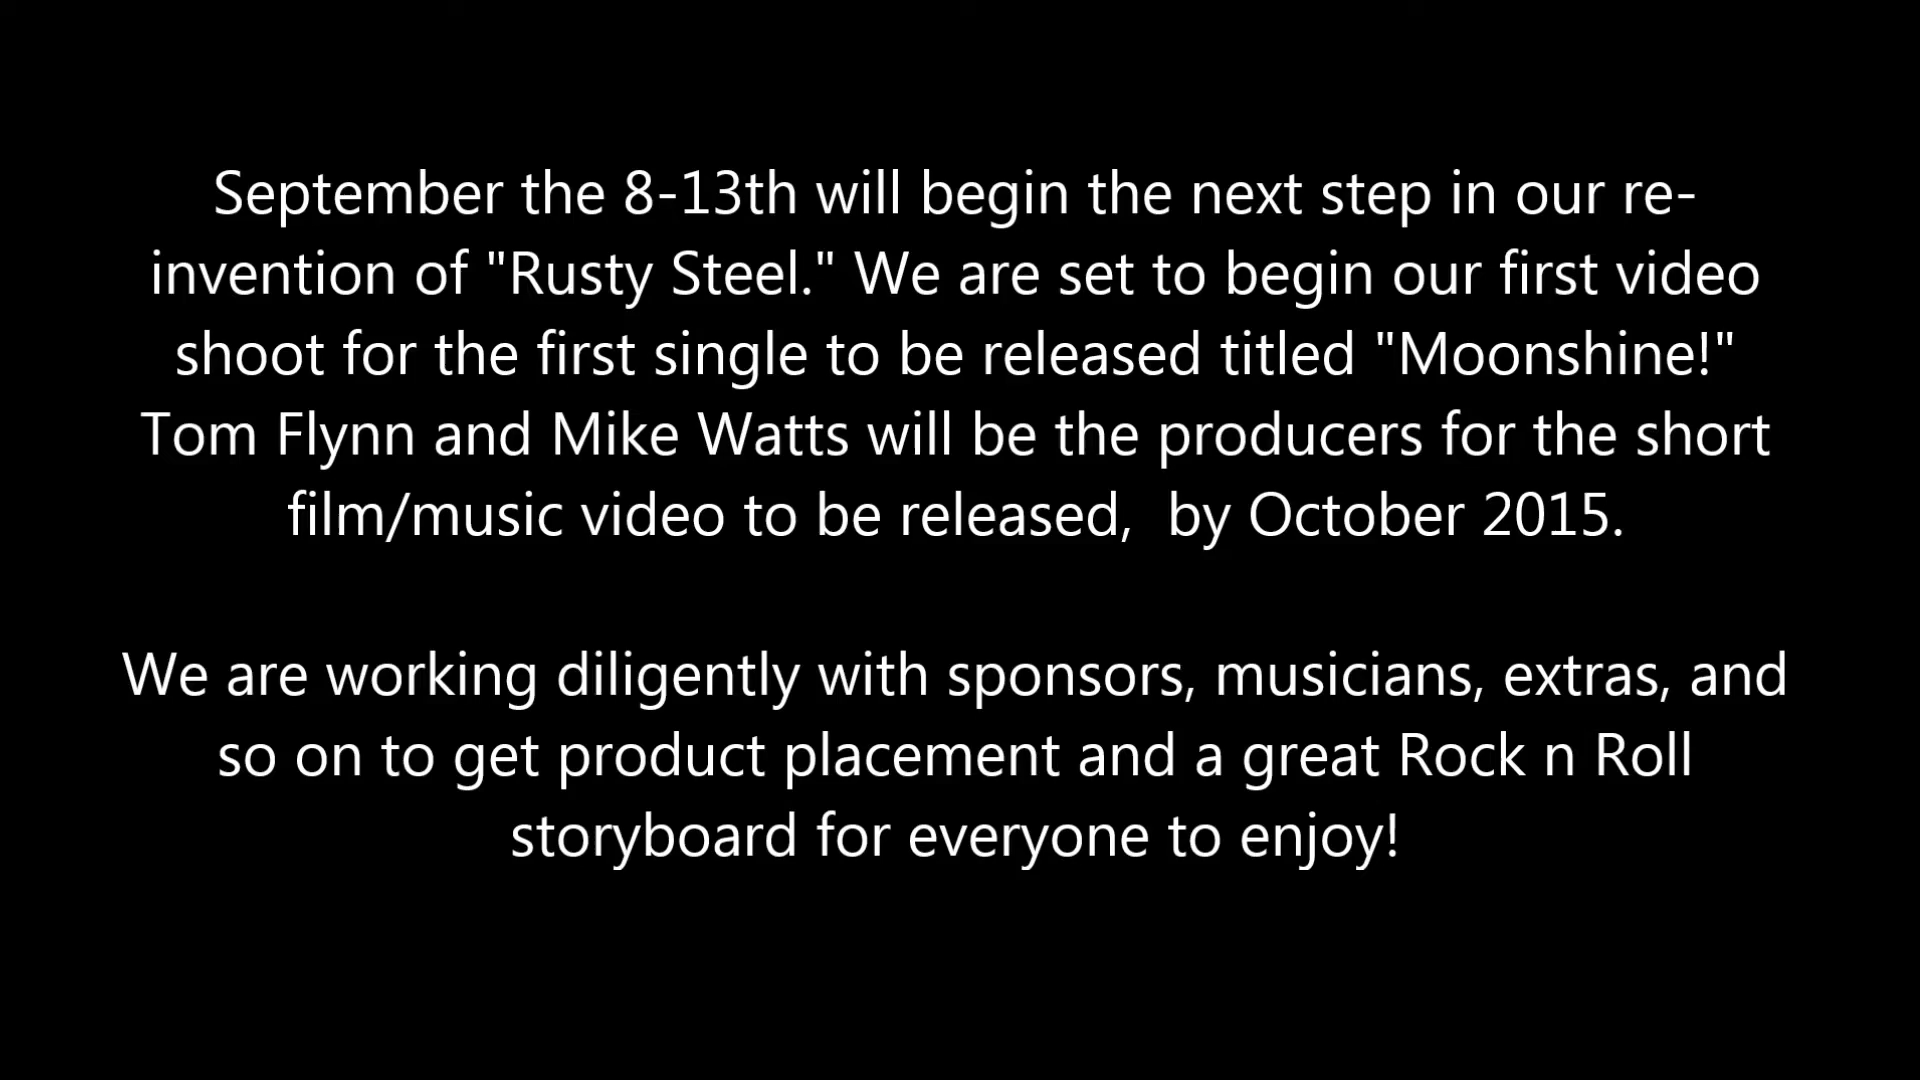 September the 8-13th will begin the next step in our re-
invention of "Rusty Steel." We are set to begin our first video
shoot for the first single to be released titled "Moonshine!"
Tom Flynn and Mike Watts will be the producers for the short
film/music video to be released,  by October 2015.
We are working diligently with sponsors, musicians, extras, and
so on to get product placement and a great Rock n Roll
storyboard for everyone to enjoy!